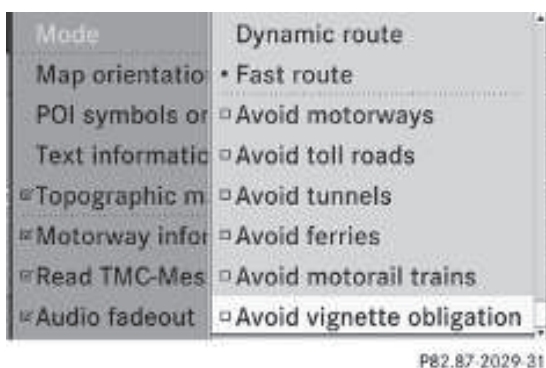 Mode
Map orientatio
POI symbols or
Text informatic
Topographic m
Motorway infor
Read TMC-Mes
Audio fadeout
Dynamic route
• Fast route
Avoid motorways
Avoid toll roads
Avoid tunnels
Avoid ferries
Avoid motorail trains
Avoid vignette obligation
P82.87-2029-31